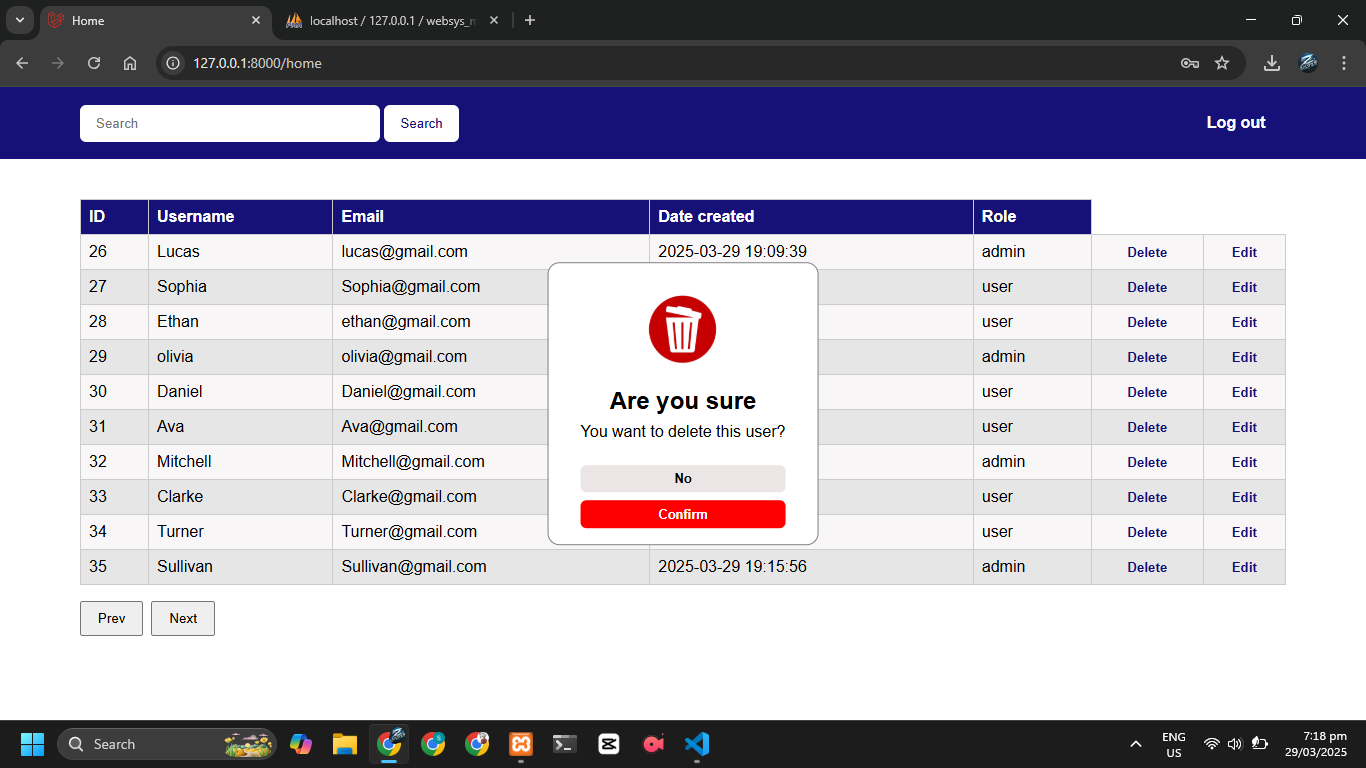 Home
localhost / 127.0.0.1 / websys_m
127.0.0.1:8000/home
Search
Search
Log out
ID Username Email Date created Role
26 Lucas lucas@gmail.com 2025-03-29 19:09:39 admin Delete Edit
27 Sophia Sophia@gmail.com user Delete Edit
28 Ethan ethan@gmail.com user Delete Edit
29 olivia olivia@gmail.com admin Delete Edit
30 Daniel Daniel@gmail.com user Delete Edit
31 Ava Ava@gmail.com user Delete Edit
32 Mitchell Mitchell@gmail.com admin Delete Edit
33 Clarke Clarke@gmail.com user Delete Edit
34 Turner Turner@gmail.com user Delete Edit
35 Sullivan Sullivan@gmail.com 2025-03-29 19:15:56 admin Delete Edit
Are you sure
You want to delete this user?
No
Confirm
Prev Next
Search
ENG
US
7:18 pm
29/03/2025